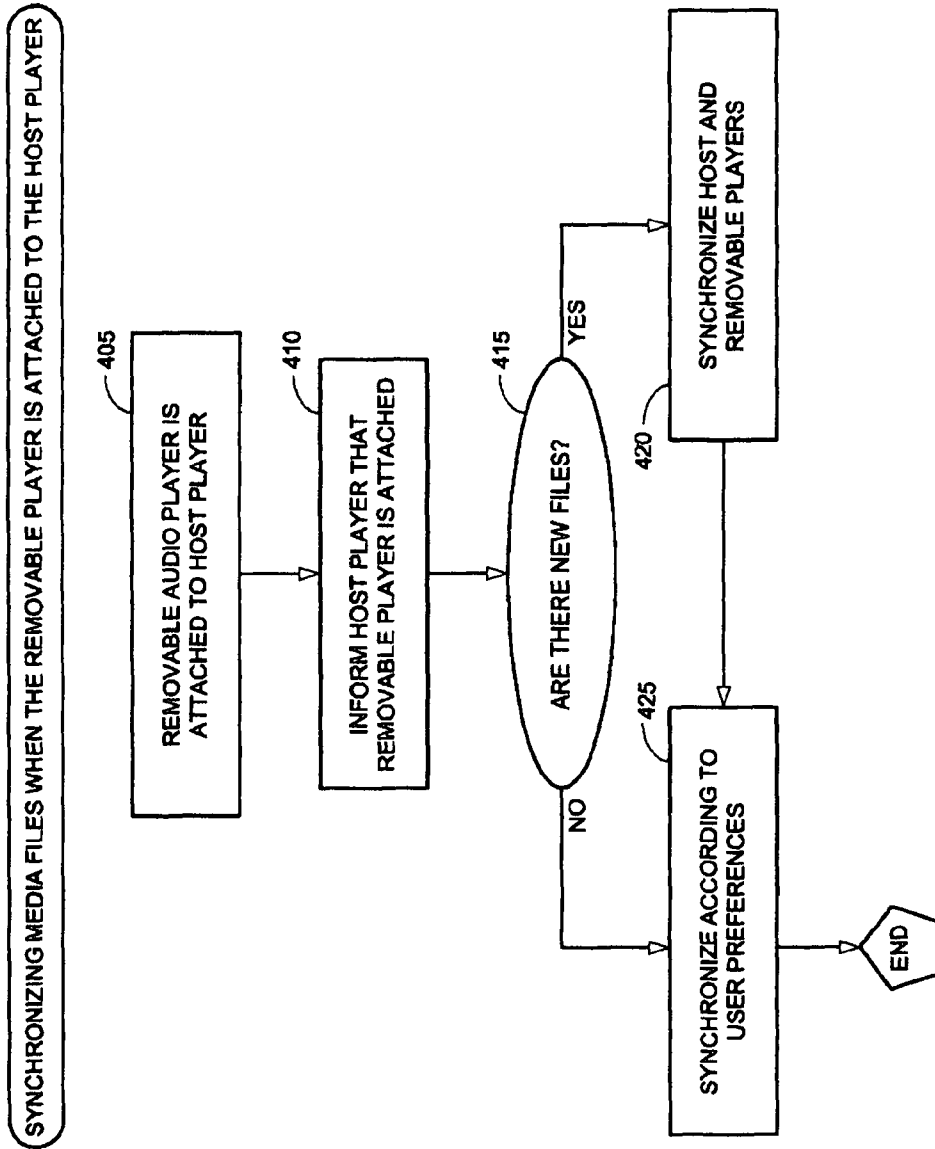 SYNCHRONIZING MEDIA FILES WHEN THE REMOVABLE PLAYER IS ATTACHED TO THE HOST PLAYER
405
REMOVABLE AUDIO PLAYER IS
ATTACHED TO HOST PLAYER
410
INFORM HOST PLAYER THAT
REMOVABLE PLAYER IS ATTACHED
415
ARE THERE NEW FILES?
NO
YES
425
SYNCHRONIZE ACCORDING TO
USER PREFERENCES
420
SYNCHRONIZE HOST AND
REMOVABLE PLAYERS
END